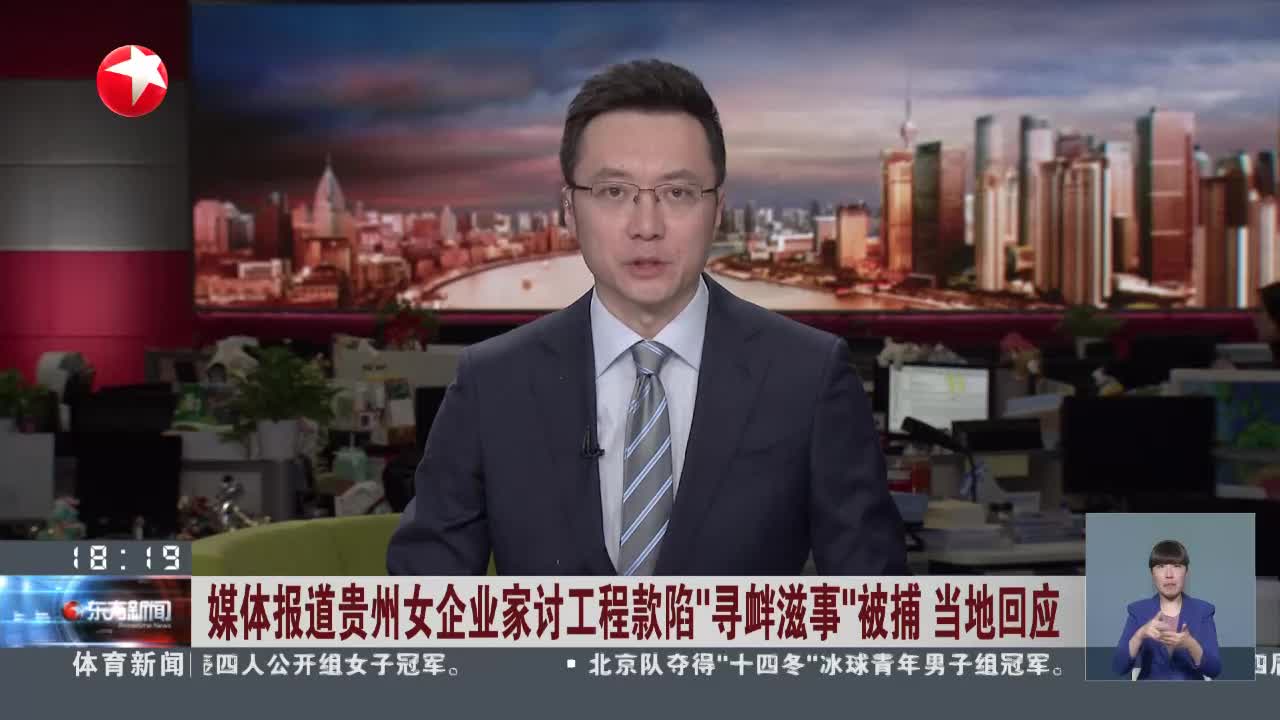 18:19
东方新闻
媒体报道贵州女企业家讨工程款陷"寻衅滋事"被捕 当地回应
体育新闻
四人公开组女子冠军。 ▪ 北京队夺得"十四冬"冰球青年男子组冠军。